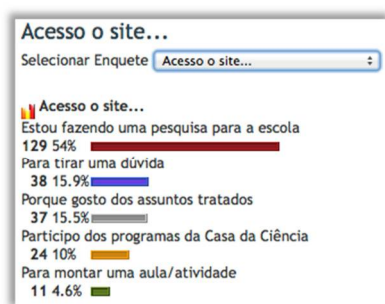 Acesso o site...
Selecionar Enquete Acesso o site...
Acesso o site...
Estou fazendo uma pesquisa para a escola
129 54%
Para tirar uma dúvida
38 15.9%
Porque gosto dos assuntos tratados
37 15.5%
Participo dos programas da Casa da Ciência
24 10%
Para montar uma aula/atividade
11 4.6%